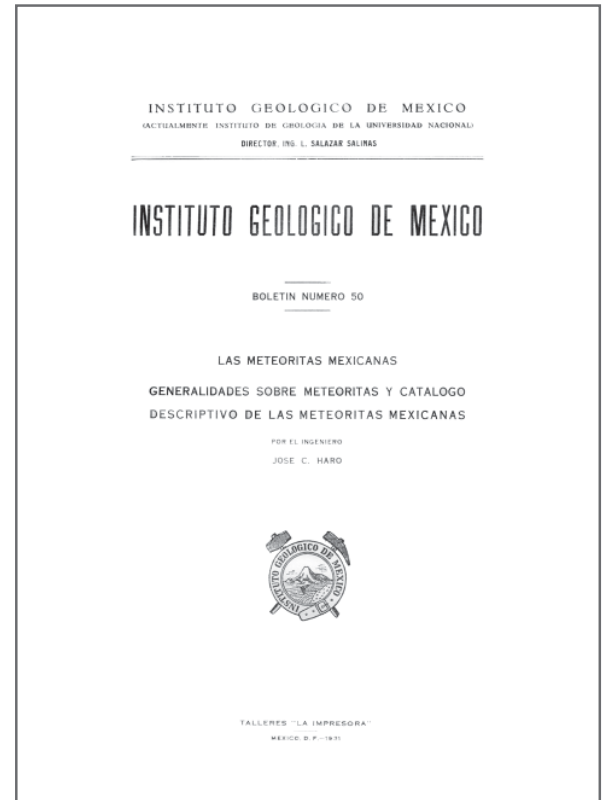 INSTITUTO GEOLOGICO DE MEXICO
(ACTUALMENTE INSTITUTO DE GEOLOGIA DE LA UNIVERSIDAD NACIONAL)
DIRECTOR, ING. L. SALAZAR SALINAS
INSTITUTO GEOLOGICO DE MEXICO
BOLETIN NUMERO 50
LAS METEORITAS MEXICANAS
GENERALIDADES SOBRE METEORITAS Y CATALOGO
DESCRIPTIVO DE LAS METEORITAS MEXICANAS
POR EL INGENIERO
JOSE C. HARO
INSTITUTO GEOLOGICO DE MEXICO
TALLERES "LA IMPRESORA"
MEXICO, D. F.-1931